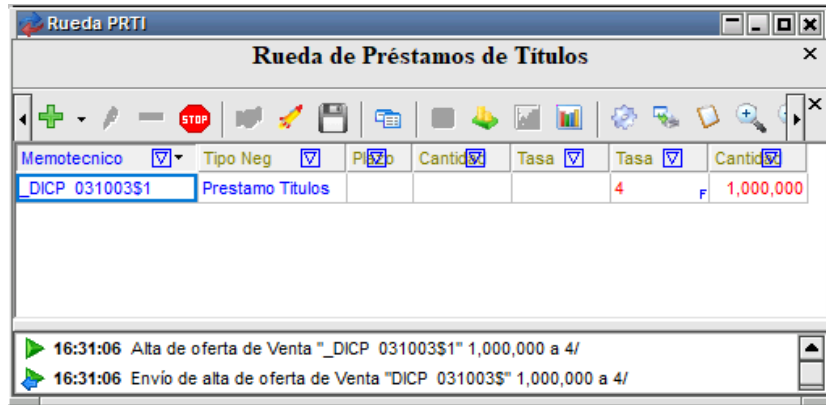 Rueda PRTI
Rueda de Préstamos de Títulos
STOP
Memotecnico Tipo Neg Plazo Cantidad Tasa Tasa Cantidad
_DICP 031003$1 Prestamo Titulos 4 F 1,000,000
16:31:06 Alta de oferta de Venta "_DICP 031003$1" 1,000,000 a 4/
16:31:06 Envío de alta de oferta de Venta "DICP 031003$" 1,000,000 a 4/